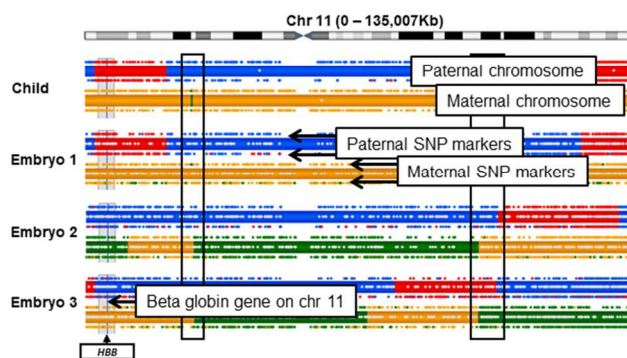 Chr 11 (0 – 135,007Kb)
Child
Paternal chromosome
Maternal chromosome
Embryo 1
Paternal SNP markers
Maternal SNP markers
Embryo 2
Embryo 3
Beta globin gene on chr 11
HBB